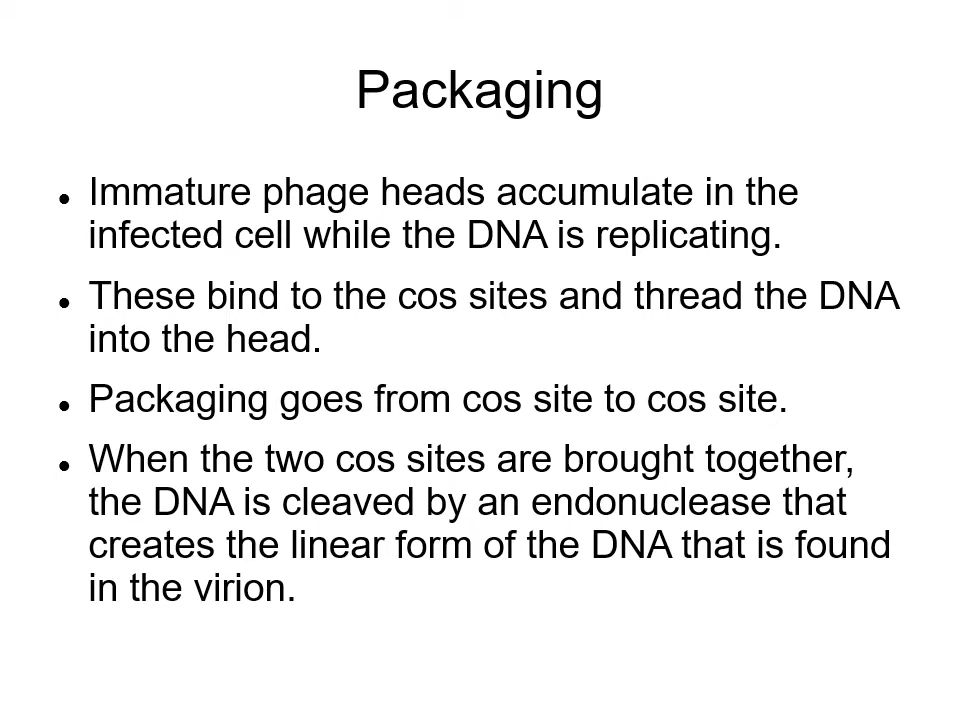 Packaging
● Immature phage heads accumulate in the
infected cell while the DNA is replicating.
● These bind to the cos sites and thread the DNA
into the head.
● Packaging goes from cos site to cos site.
● When the two cos sites are brought together,
the DNA is cleaved by an endonuclease that
creates the linear form of the DNA that is found
in the virion.